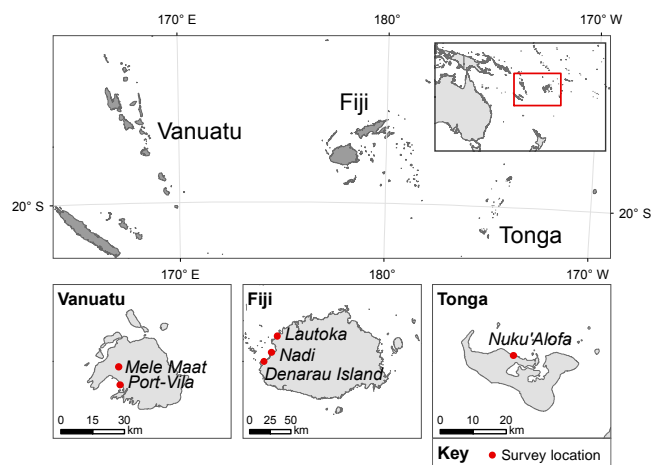 170° E
180°
170° W
Fiji
Vanuatu
20° S
20° S
Tonga
170° E
180°
170° W
Vanuatu
Mele Maat
Port-Vila
0 15 30
km
Fiji
Lautoka
Nadi
Denarau Island
0 25 50
km
Tonga
Nuku'Alofa
0 10 20
km
Key
Survey location